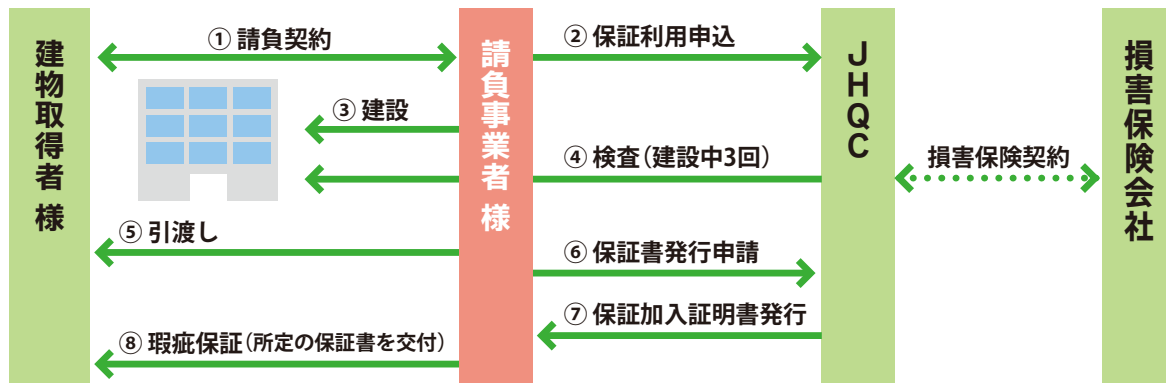 建物取得者 様
① 請負契約
請負事業者 様
② 保証利用申込
JHQC
損害保険会社
③ 建設
④ 検査（建設中3回）
損害保険契約
⑤ 引渡し
⑥ 保証書発行申請
⑦ 保証加入証明書発行
⑧ 瑕疵保証（所定の保証書を交付）